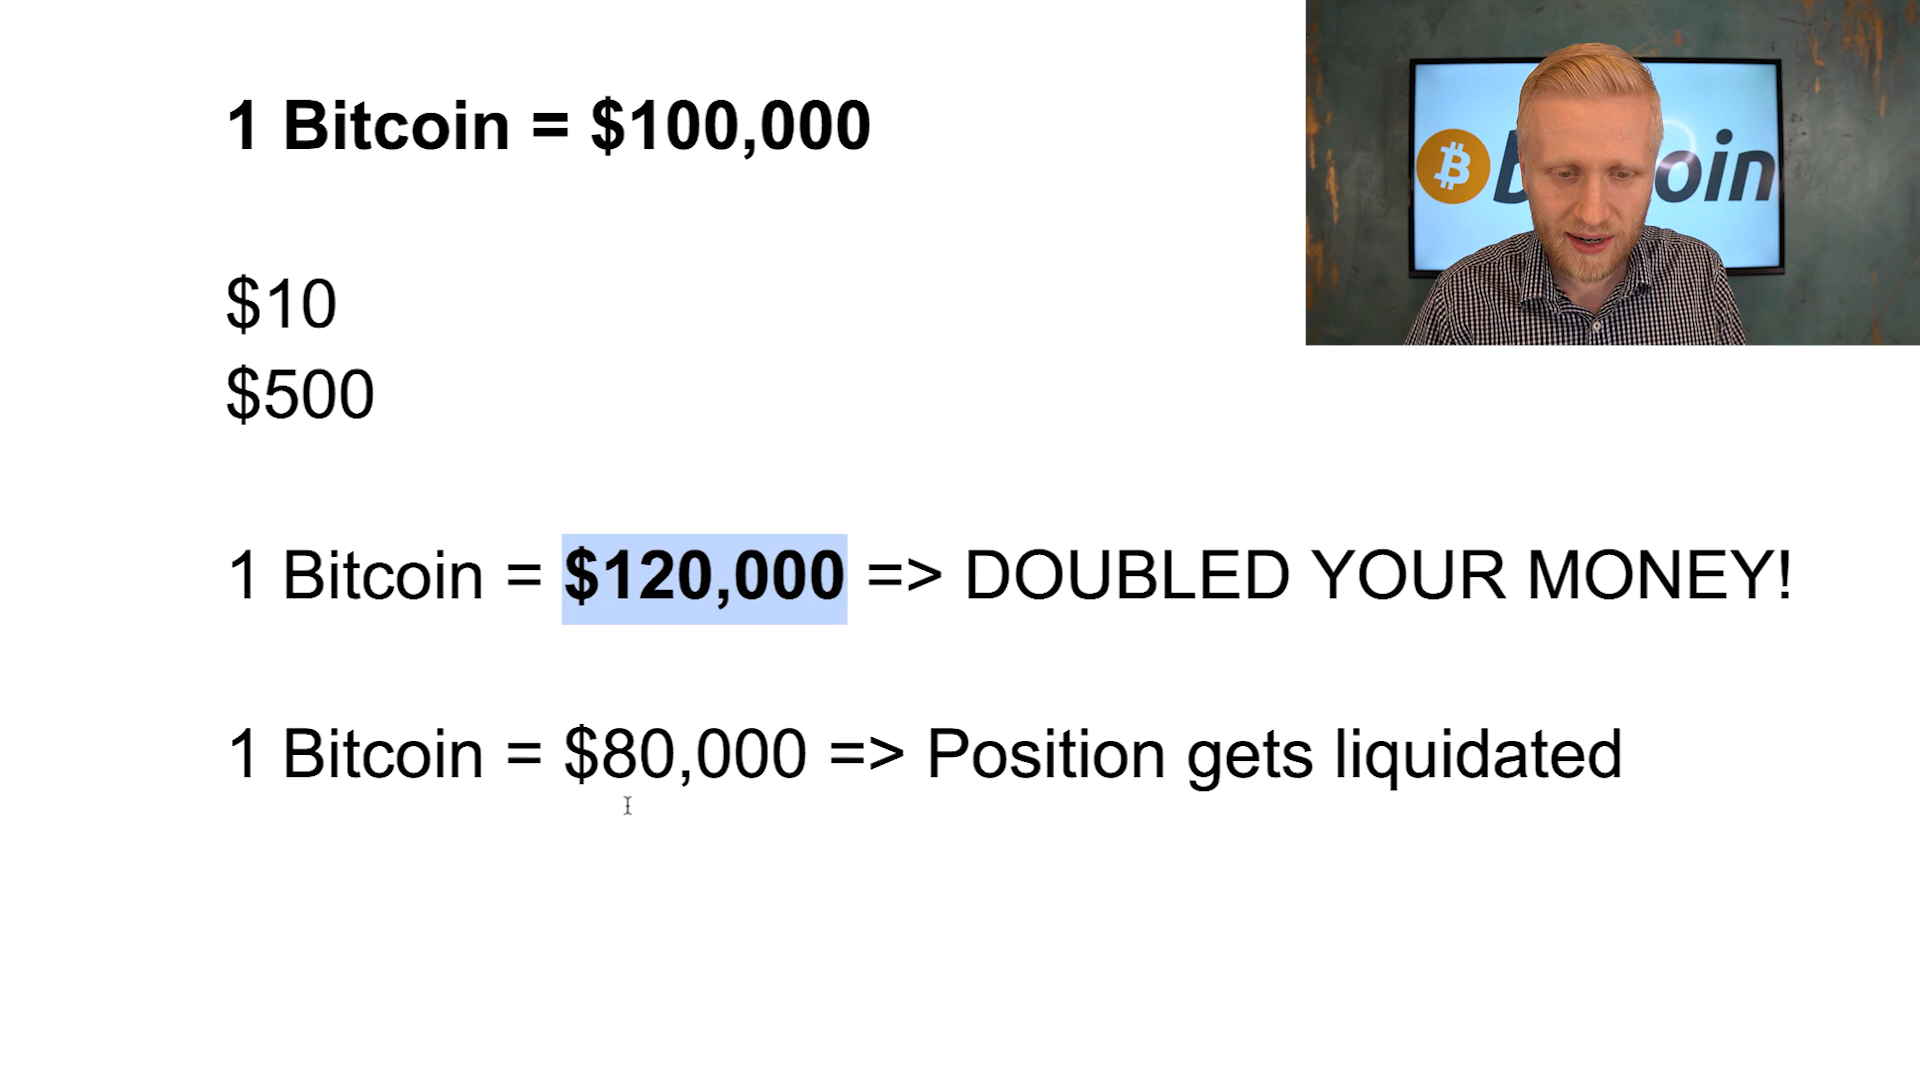 1 Bitcoin = $100,000
$10
$500
1 Bitcoin = $120,000 => DOUBLED YOUR MONEY!
1 Bitcoin = $80,000 => Position gets liquidated